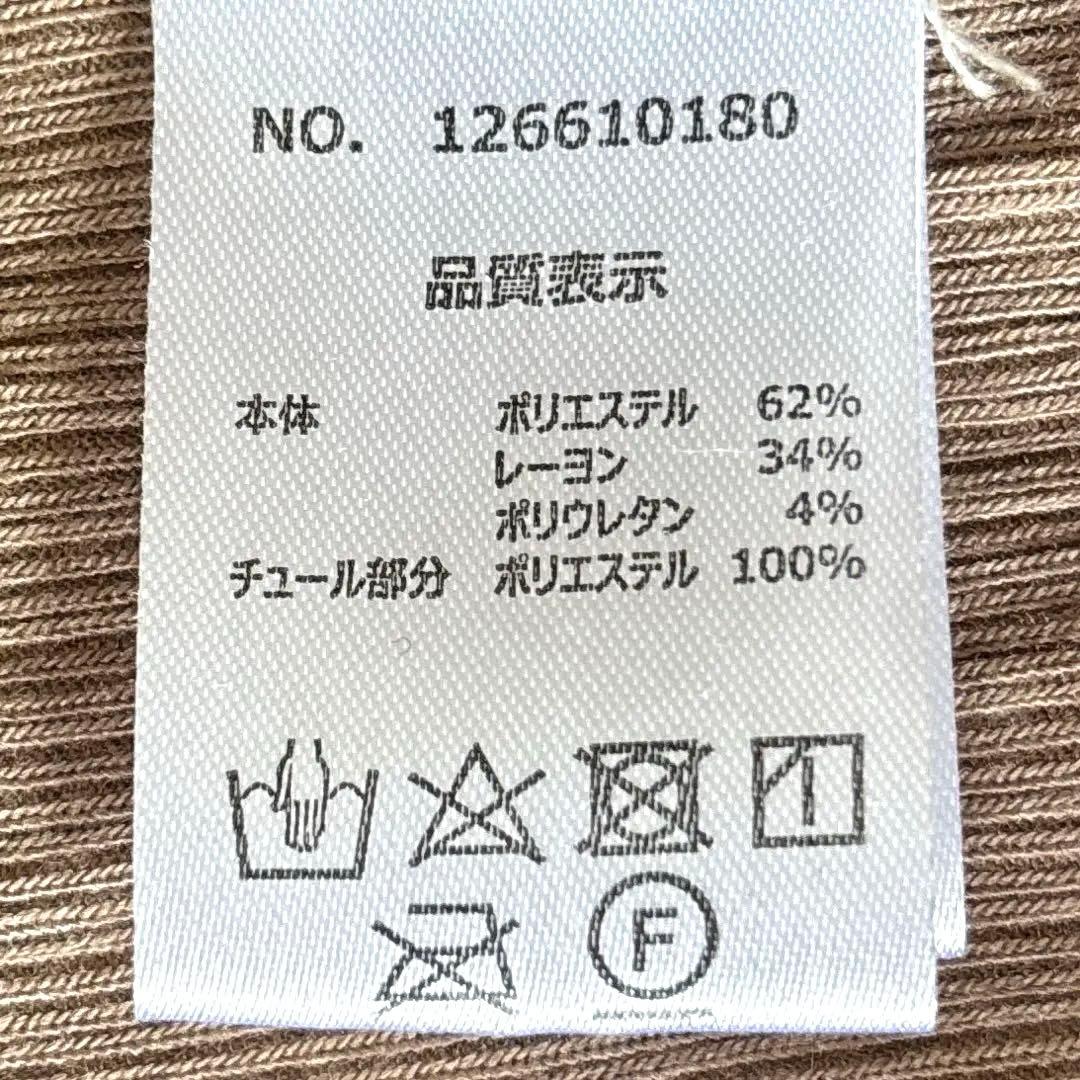 NO. 126610180
品質表示
本体 ポリエステル 62%
レーヨン 34%
ポリウレタン 4%
チュール部分 ポリエステル 100%
F